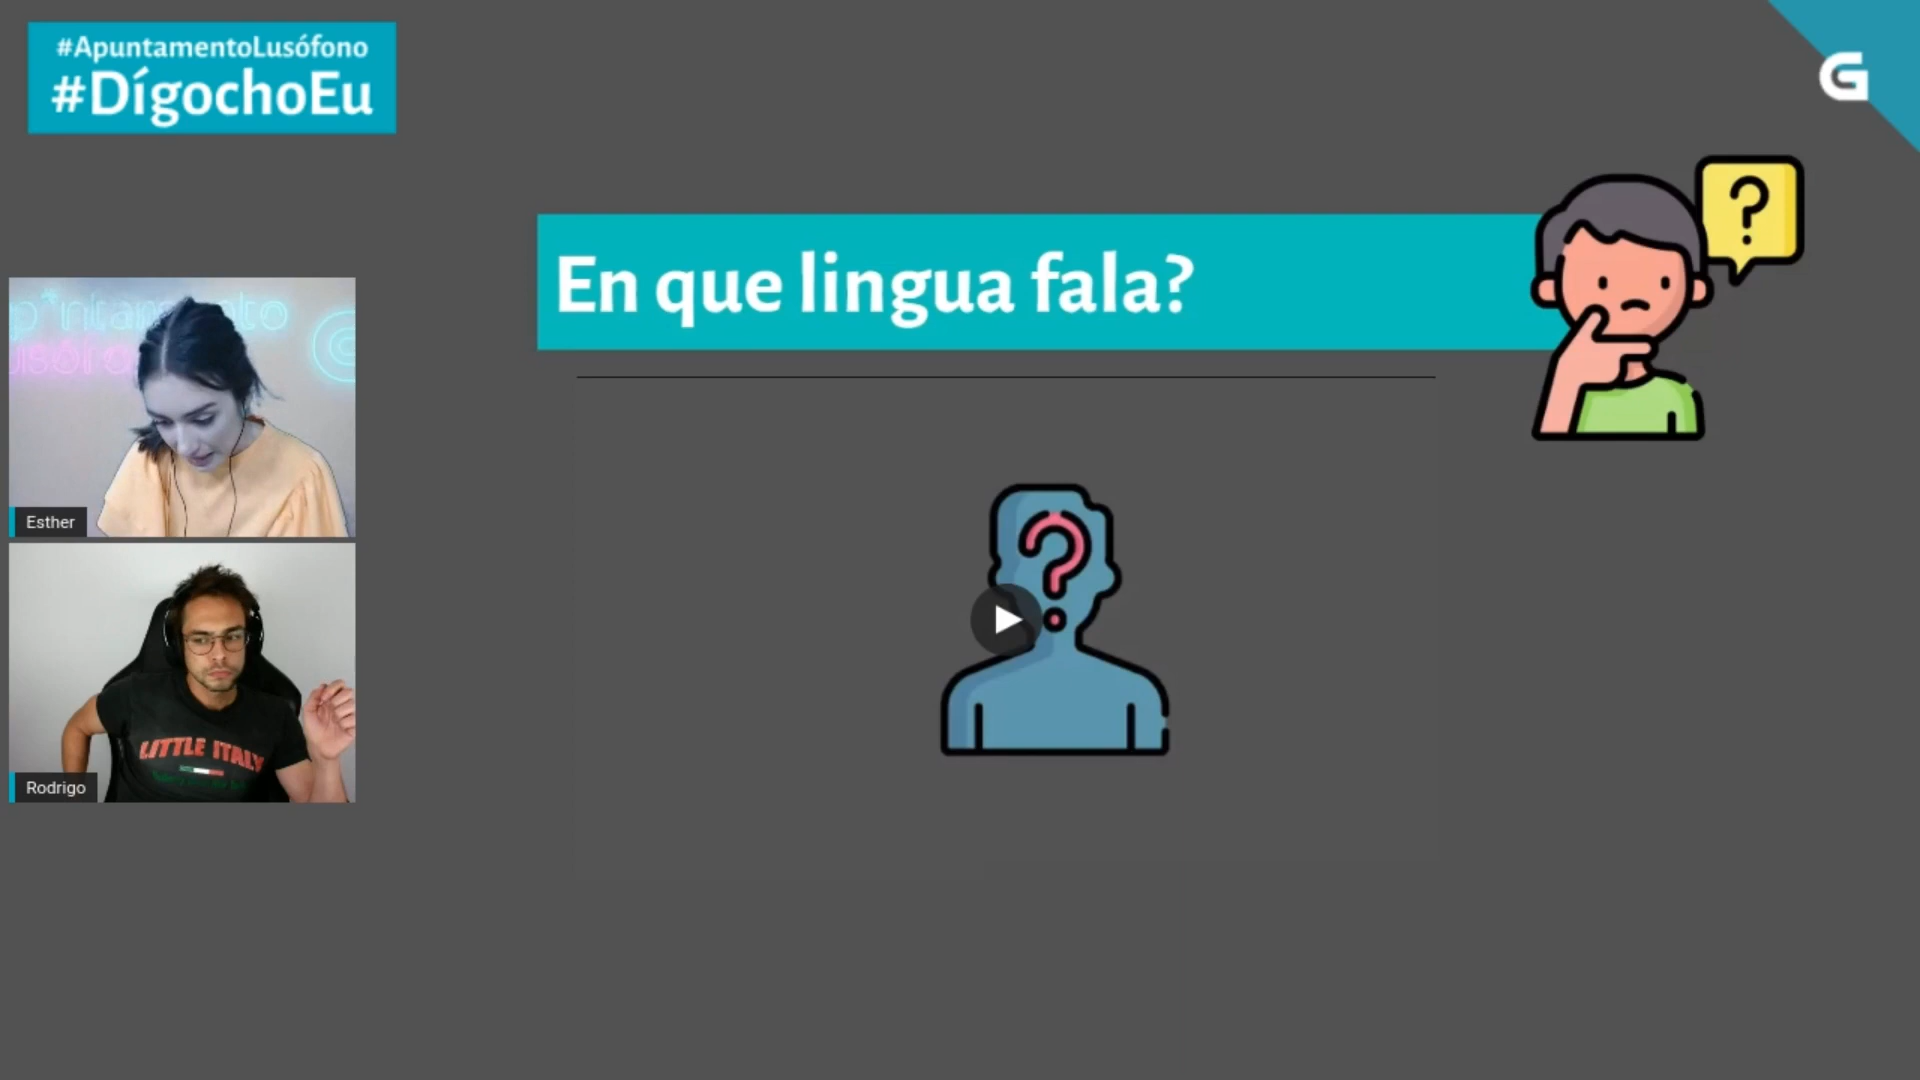 #ApuntamentoLusófono
#DígochoEu
G
En que lingua fala?
?
Esther
LITTLE ITALY
Rodrigo
?